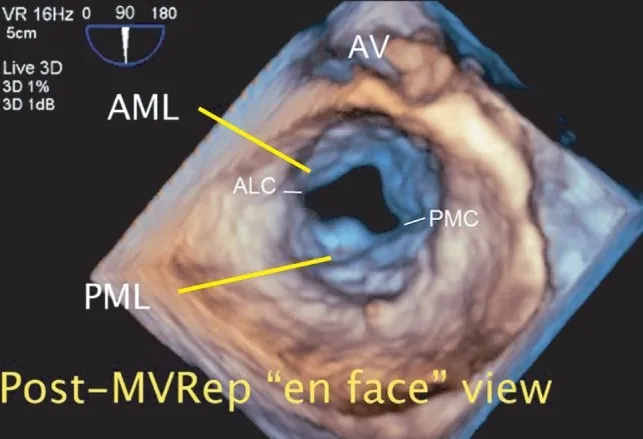 VR 16Hz 0 90 180
5cm
Live 3D
3D 1%
3D 1dB
AV
AML
ALC
PMC
PML
Post-MVRep “en face” view